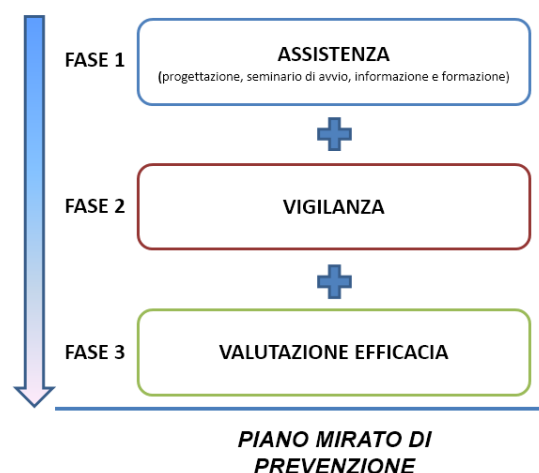 FASE 1
ASSISTENZA
(progettazione, seminario di avvio, informazione e formazione)
FASE 2
VIGILANZA
FASE 3
VALUTAZIONE EFFICACIA
PIANO MIRATO DI
PREVENZIONE